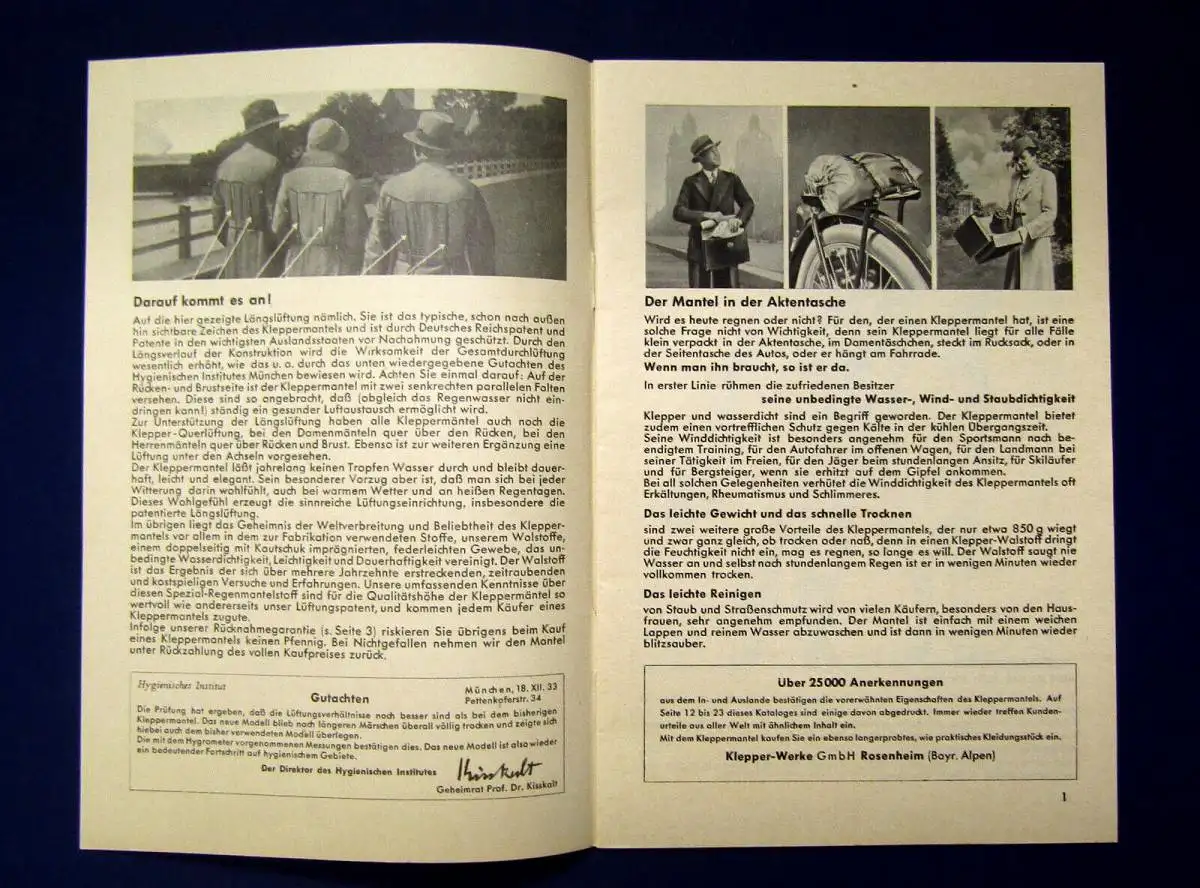 Darauf kommt es an!
Auf die hier gezeigte Längslüftung nämlich. Sie ist das typische, schon nach außen
hin sichtbare Zeichen des Kleppermantels und ist durch Deutsches Reichspatent und
Patente in den wichtigsten Auslandsstaaten vor Nachahmung geschützt. Durch den
Längsverlauf der Konstruktion wird die Wirksamkeit der Gesamtdurchlüftung
wesentlich erhöht, wie das u. a. durch das unten wiedergegebene Gutachten des
Hygienischen Institutes München bewiesen wird. Achten Sie einmal darauf: Auf der
Rücken- und Brustseite ist der Kleppermantel mit zwei senkrechten parallelen Falten
versehen. Diese sind so angebracht, daß (obgleich das Regenwasser nicht ein-
dringen kann!) ständig ein gesunder Luftaustausch ermöglicht wird.
Zur Unterstützung der Längslüftung haben alle Kleppermäntel auch noch die
Klepper-Querlüftung, bei den Damenmänteln quer über den Rücken, bei den
Herrenmänteln quer über Rücken und Brust. Ebenso ist zur weiteren Ergänzung eine
Lüftung unter den Achseln vorgesehen.
Der Kleppermantel läßt jahrelang keinen Tropfen Wasser durch und bleibt dauer-
haft, leicht und elegant. Sein besonderer Vorzug aber ist, daß man sich bei jeder
Witterung darin wohlfühlt, auch bei warmem Wetter und an heißen Regentagen.
Dieses Wohlgefühl erzeugt die sinnreiche Lüftungseinrichtung, insbesondere die
patentierte Längslüftung.
Im übrigen liegt das Geheimnis der Weltverbreitung und Beliebtheit des Klepper-
mantels vor allem in dem zur Fabrikation verwendeten Stoffe, unserem Walstoffe,
einem doppelseitig mit Kautschuk imprägnierten, federleichten Gewebe, das un-
bedingte Wasserdichtigkeit, Leichtigkeit und Dauerhaftigkeit vereinigt. Der Walstoff
ist das Ergebnis der sich über mehrere Jahrzehnte erstreckenden, zeitraubenden
und kostspieligen Versuche und Erfahrungen. Unsere umfassenden Kenntnisse über
diesen Spezial-Regenmantelstoff sind für die Qualitätshöhe der Kleppermäntel so
wertvoll wie andererseits unser Lüftungspatent, und kommen jedem Käufer eines
Kleppermantels zugute.
Infolge unserer Rücknahmegarantie (s. Seite 3) riskieren Sie übrigens beim Kauf
eines Kleppermantels keinen Pfennig. Bei Nichtgefallen nehmen wir den Mantel
unter Rückzahlung des vollen Kaufpreises zurück.
Hygienisches Institut
München, 18. XII. 33
Gutachten
Pettenkoferstr. 34
Die Prüfung hat ergeben, daß die Lüftungsverhältnisse noch besser sind als bei dem bisherigen
Kleppermantel. Das neue Modell blieb nach längeren Märschen überall völlig trocken und zeigte sich
hiebei auch dem bisher verwendeten Modell überlegen.
Die mit dem Hygrometer vorgenommenen Messungen bestätigen dies. Das neue Modell ist also wieder
ein bedeutender Fortschritt auf hygienischem Gebiete.
Der Direktor des Hygienischen Institutes
Kisskalt
Geheimrat Prof. Dr. Kisskalt
Der Mantel in der Aktentasche
Wird es heute regnen oder nicht? Für den, der einen Kleppermantel hat, ist eine
solche Frage nicht von Wichtigkeit, denn sein Kleppermantel liegt für alle Fälle
klein verpackt in der Aktentasche, im Damentäschchen, steckt im Rucksack, oder in
der Seitentasche des Autos, oder er hängt am Fahrrade.
Wenn man ihn braucht, so ist er da.
In erster Linie rühmen die zufriedenen Besitzer
seine unbedingte Wasser-, Wind- und Staubdichtigkeit
Klepper und wasserdicht sind ein Begriff geworden. Der Kleppermantel bietet
zudem einen vortrefflichen Schutz gegen Kälte in der kühlen Übergangszeit.
Seine Winddichtigkeit ist besonders angenehm für den Sportsmann nach be-
endigtem Training, für den Autofahrer im offenen Wagen, für den Landmann bei
seiner Tätigkeit im Freien, für den Jäger beim stundenlangen Ansitz, für Skiläufer
und für Bergsteiger, wenn sie erhitzt auf dem Gipfel ankommen.
Bei all solchen Gelegenheiten verhütet die Winddichtigkeit des Kleppermantels oft
Erkältungen, Rheumatismus und Schlimmeres.
Das leichte Gewicht und das schnelle Trocknen
sind zwei weitere große Vorteile des Kleppermantels, der nur etwa 850 g wiegt
und zwar ganz gleich, ob trocken oder naß, denn in einen Klepper-Walstoff dringt
die Feuchtigkeit nicht ein, mag es regnen, so lange es will. Der Walstoff saugt nie
Wasser an und selbst nach stundenlangem Regen ist er in wenigen Minuten wieder
vollkommen trocken.
Das leichte Reinigen
von Staub und Straßenschmutz wird von vielen Käufern, besonders von den Haus-
frauen, sehr angenehm empfunden. Der Mantel ist einfach mit einem weichen
Lappen und reinem Wasser abzuwaschen und ist dann in wenigen Minuten wieder
blitzsauber.
Über 25000 Anerkennungen
aus dem In- und Auslande bestätigen die vorerwähnten Eigenschaften des Kleppermantels. Auf
Seite 12 bis 23 dieses Kataloges sind einige davon abgedruckt. Immer wieder treffen Kunden-
urteile aus aller Welt mit ähnlichem Inhalt ein.
Mit dem Kleppermantel kaufen Sie ein ebenso langerprobtes, wie praktisches Kleidungsstück ein.
Klepper-Werke GmbH Rosenheim (Bayr. Alpen)
1